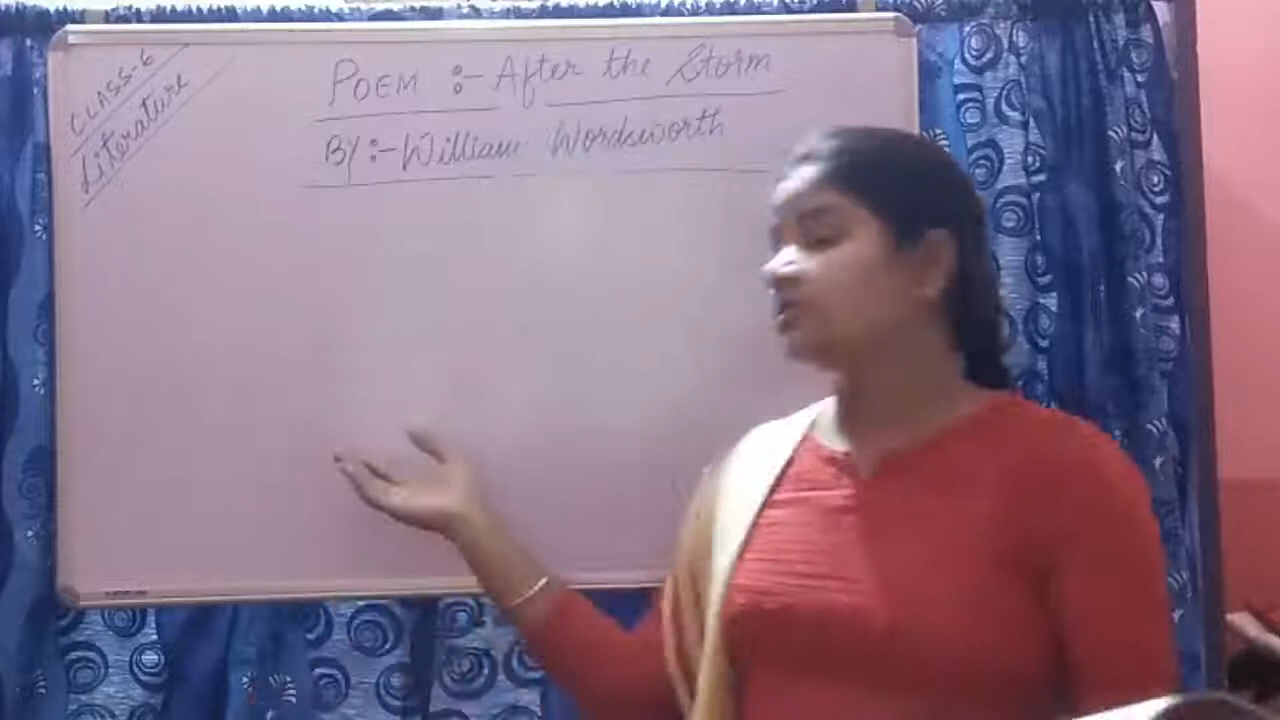 CLASS-6
Literature
POEM :- After the Storm
BY :- William Wordsworth